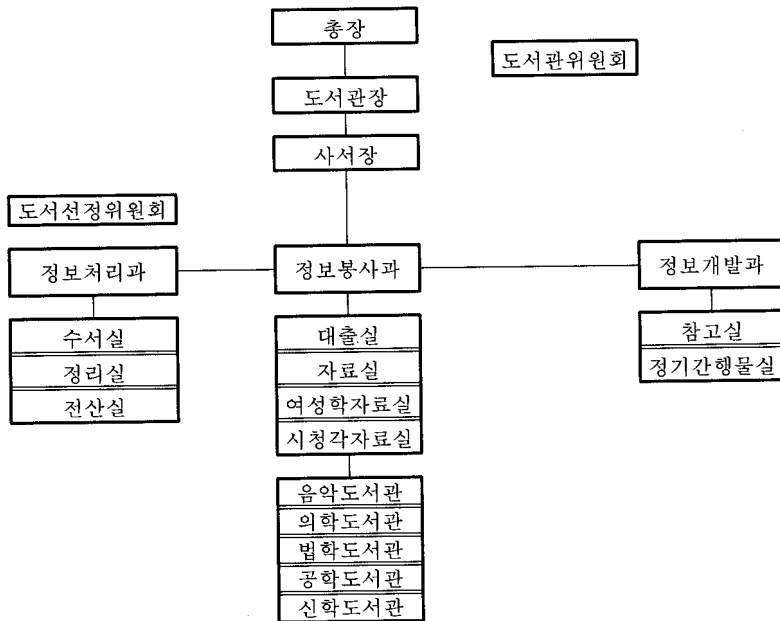 총장
도서관위원회
도서관장
사서장
도서선정위원회
정보처리과
정보봉사과
정보개발과
수서실
정리실
전산실
대출실
자료실
여성학자료실
시청각자료실
참고실
정기간행물실
음악도서관
의학도서관
법학도서관
공학도서관
신학도서관